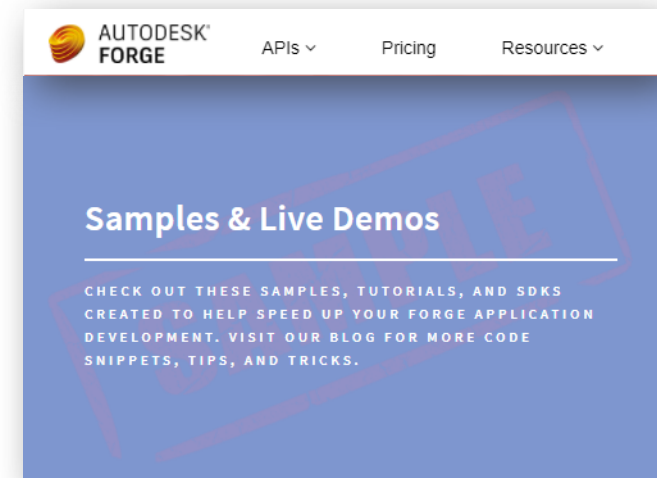 AUTODESK®
FORGE
APIs
Pricing
Resources
Samples & Live Demos
CHECK OUT THESE SAMPLES, TUTORIALS, AND SDKS
CREATED TO HELP SPEED UP YOUR FORGE APPLICATION
DEVELOPMENT. VISIT OUR BLOG FOR MORE CODE
SNIPPETS, TIPS, AND TRICKS.
SAMPLE